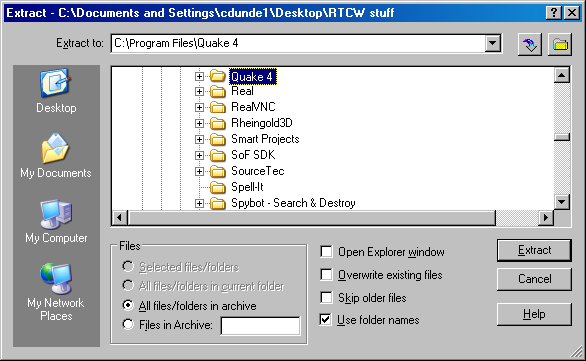 Extract - C:\Documents and Settings\cdunde1\Desktop\RTCW stuff
Extract to: C:\Program Files\Quake 4
Desktop
My Documents
My Computer
My Network Places
Quake 4
Real
RealVNC
Rheingold3D
Smart Projects
SoF SDK
SourceTec
Spell-It
Spybot - Search & Destroy
Files
Selected files/folders
All files/folders in current folder
All files/folders in archive
Files in Archive:
Open Explorer window
Overwrite existing files
Skip older files
Use folder names
Extract
Cancel
Help